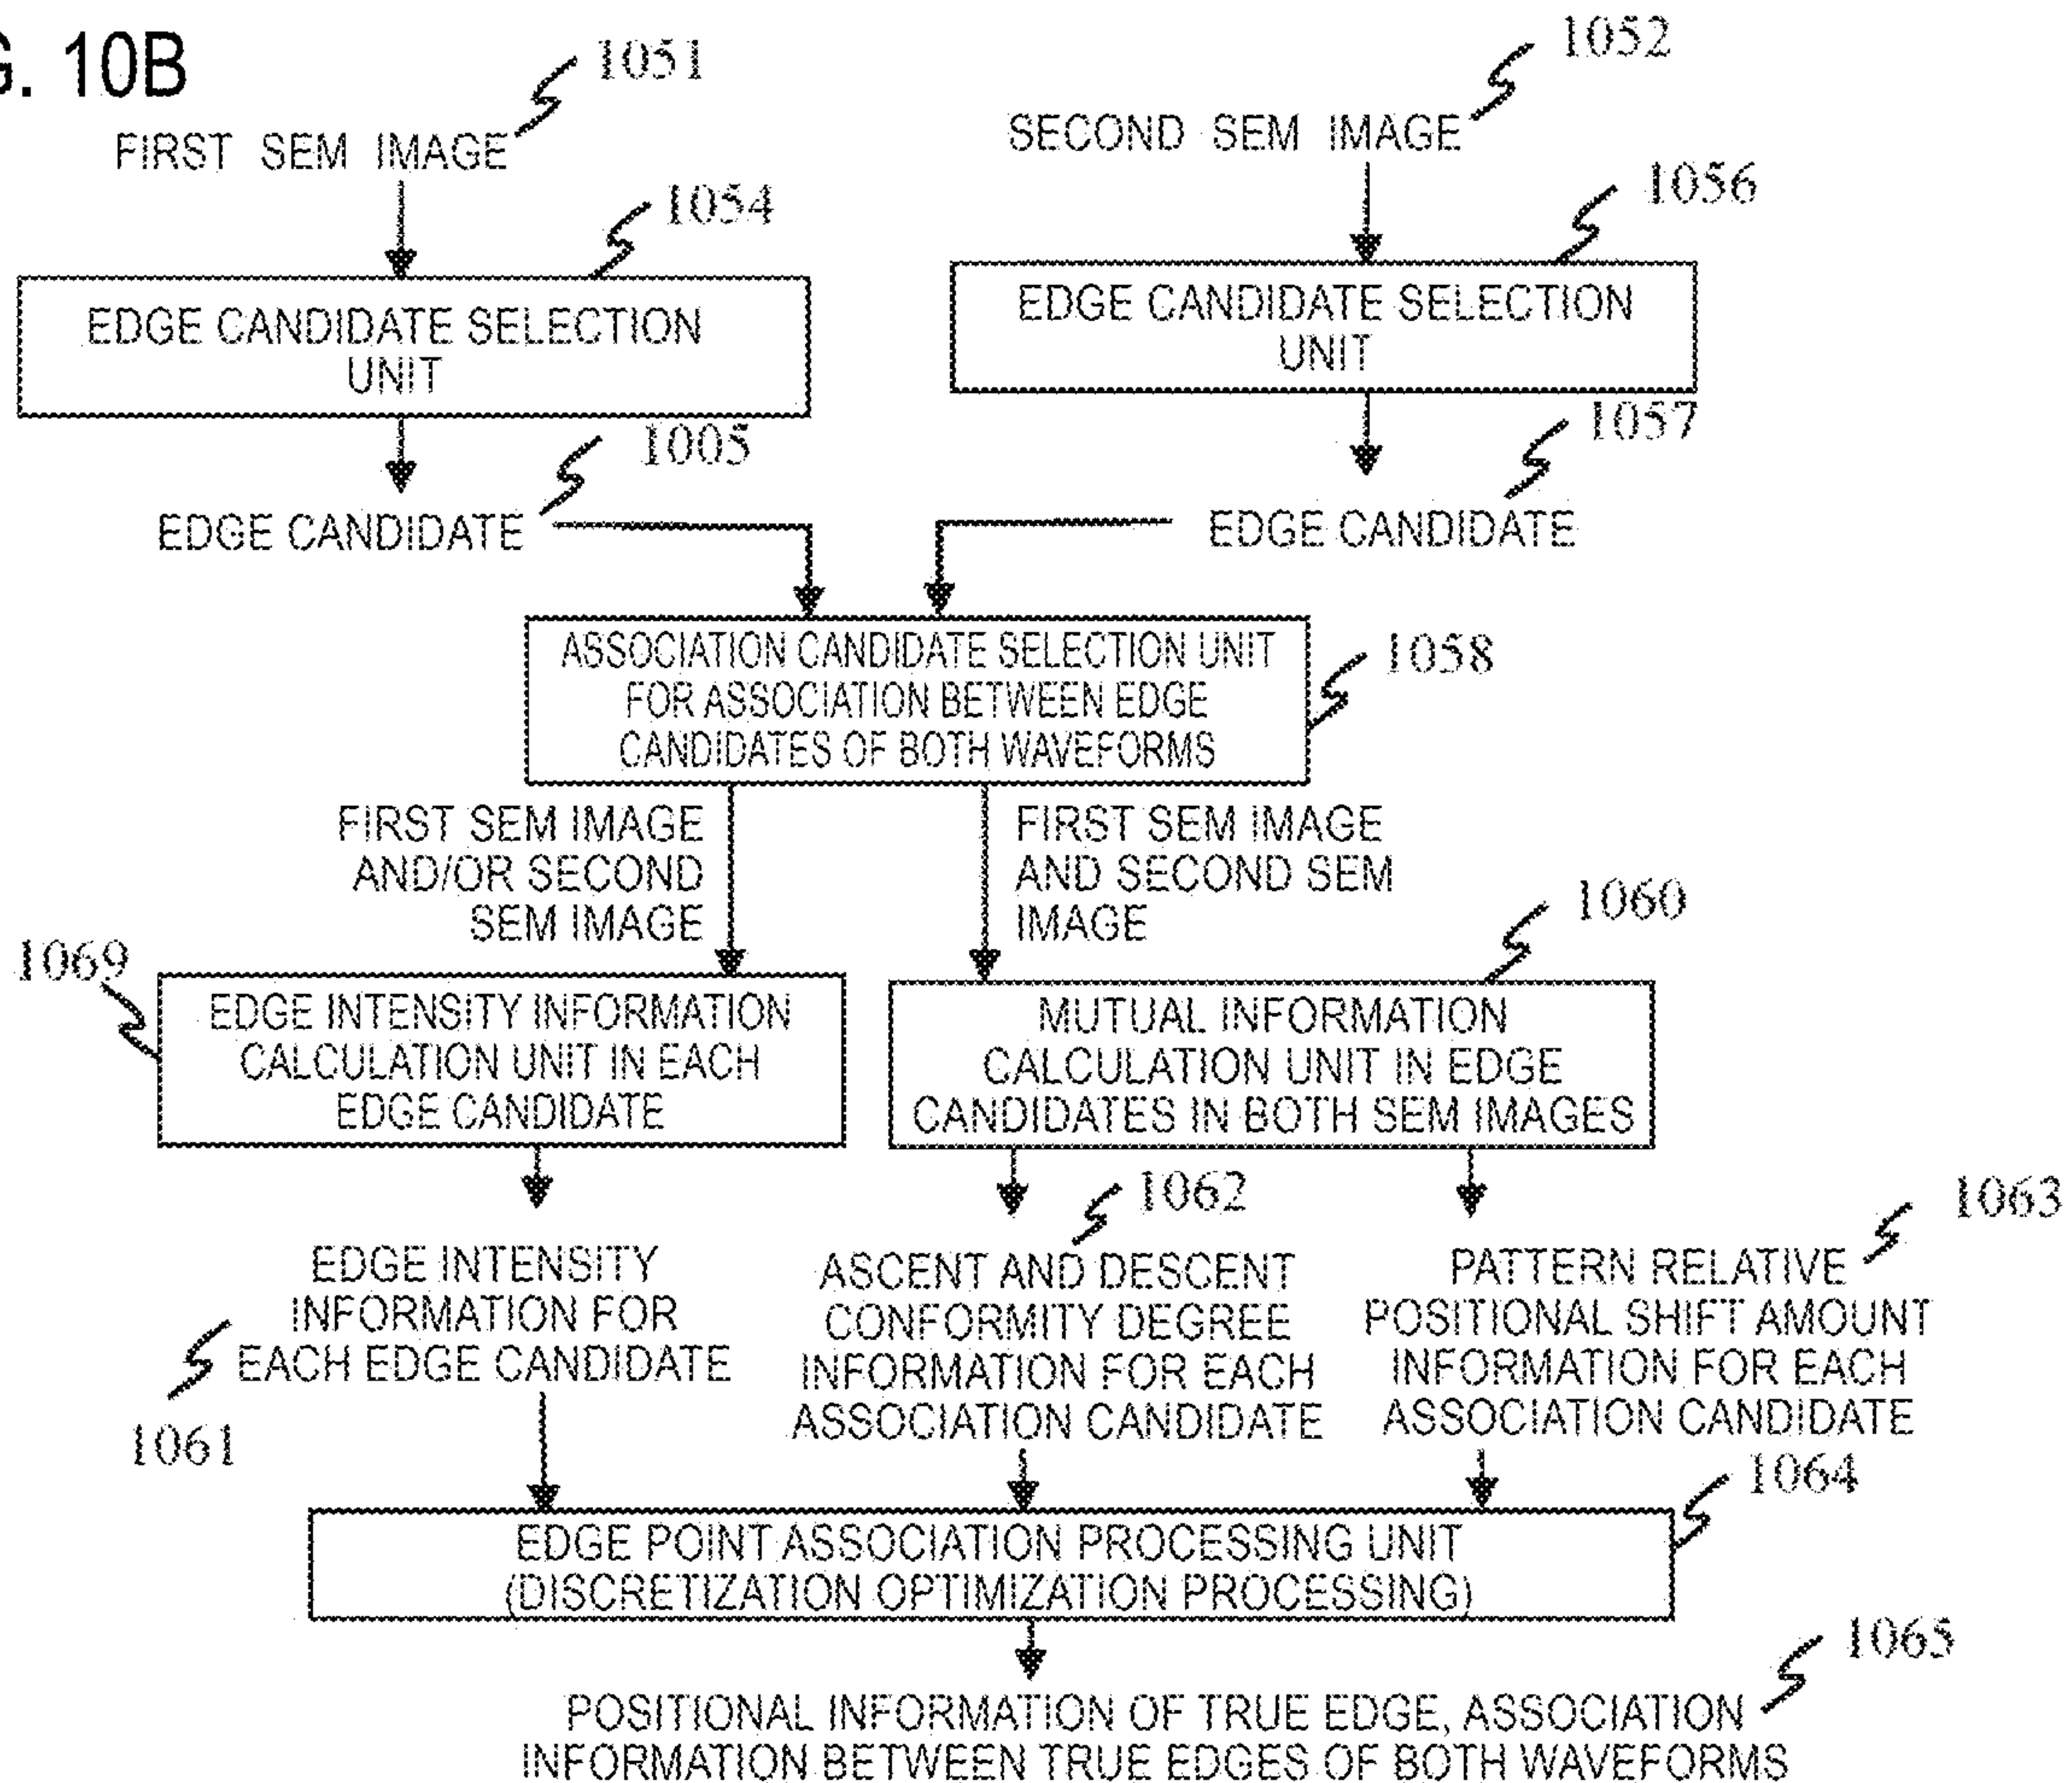 G. 10B
1051
FIRST SEM IMAGE
1052
SECOND SEM IMAGE
1054
EDGE CANDIDATE SELECTION
UNIT
1056
EDGE CANDIDATE SELECTION
UNIT
1005
EDGE CANDIDATE
1057
EDGE CANDIDATE
ASSOCIATION CANDIDATE SELECTION UNIT
FOR ASSOCIATION BETWEEN EDGE
CANDIDATES OF BOTH WAVEFORMS
1058
FIRST SEM IMAGE
AND/OR SECOND
SEM IMAGE
FIRST SEM IMAGE
AND SECOND SEM
IMAGE
1069
EDGE INTENSITY INFORMATION
CALCULATION UNIT IN EACH
EDGE CANDIDATE
1060
MUTUAL INFORMATION
CALCULATION UNIT IN EDGE
CANDIDATES IN BOTH SEM IMAGES
EDGE INTENSITY
INFORMATION FOR
EACH EDGE CANDIDATE
1061
1062
ASCENT AND DESCENT
CONFORMITY DEGREE
INFORMATION FOR EACH
ASSOCIATION CANDIDATE
1063
PATTERN RELATIVE
POSITIONAL SHIFT AMOUNT
INFORMATION FOR EACH
ASSOCIATION CANDIDATE
1064
EDGE POINT ASSOCIATION PROCESSING UNIT
(DISCRETIZATION OPTIMIZATION PROCESSING)
1065
POSITIONAL INFORMATION OF TRUE EDGE, ASSOCIATION
INFORMATION BETWEEN TRUE EDGES OF BOTH WAVEFORMS